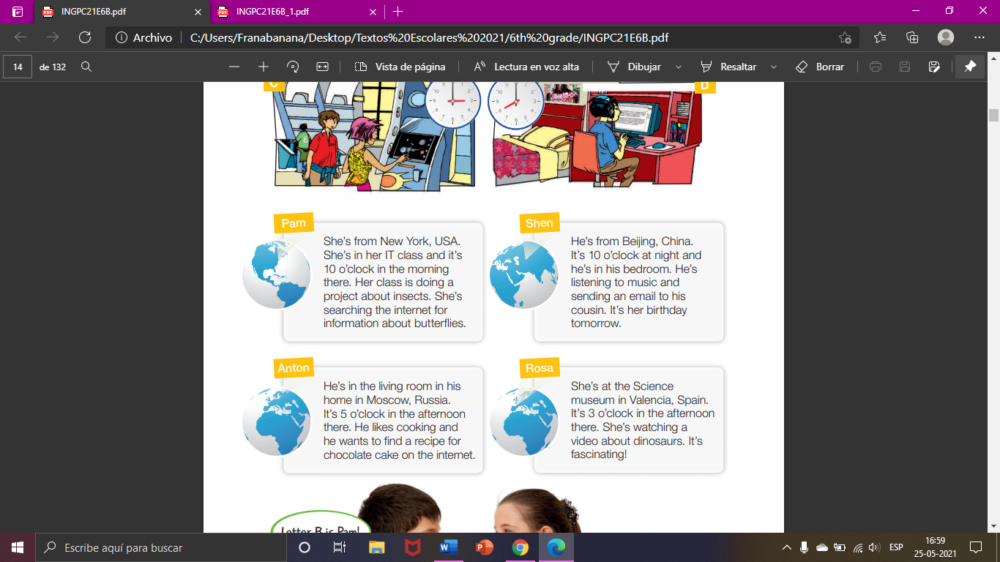 INGPC21E6B.pdf
INGPC21E6B_1.pdf
Archivo
C:/Users/Franabanana/Desktop/Textos%20Escolares%202021/6th%20grade/INGPC21E6B.pdf
14 de 132
Vista de página
Lectura en voz alta
Dibujar
Resaltar
Borrar
C
D
Pam
She's from New York, USA.
She's in her IT class and it's
10 o'clock in the morning
there. Her class is doing a
project about insects. She's
searching the internet for
information about butterflies.
Shen
He's from Beijing, China.
It's 10 o'clock at night and
he's in his bedroom. He's
listening to music and
sending an email to his
cousin. It's her birthday
tomorrow.
Anton
He's in the living room in his
home in Moscow, Russia.
It's 5 o'clock in the afternoon
there. He likes cooking and
he wants to find a recipe for
chocolate cake on the internet.
Rosa
She's at the Science
museum in Valencia, Spain.
It's 3 o'clock in the afternoon
there. She's watching a
video about dinosaurs. It's
fascinating!
Letter B is Pam!
Escribe aquí para buscar
ESP
16:59
25-05-2021